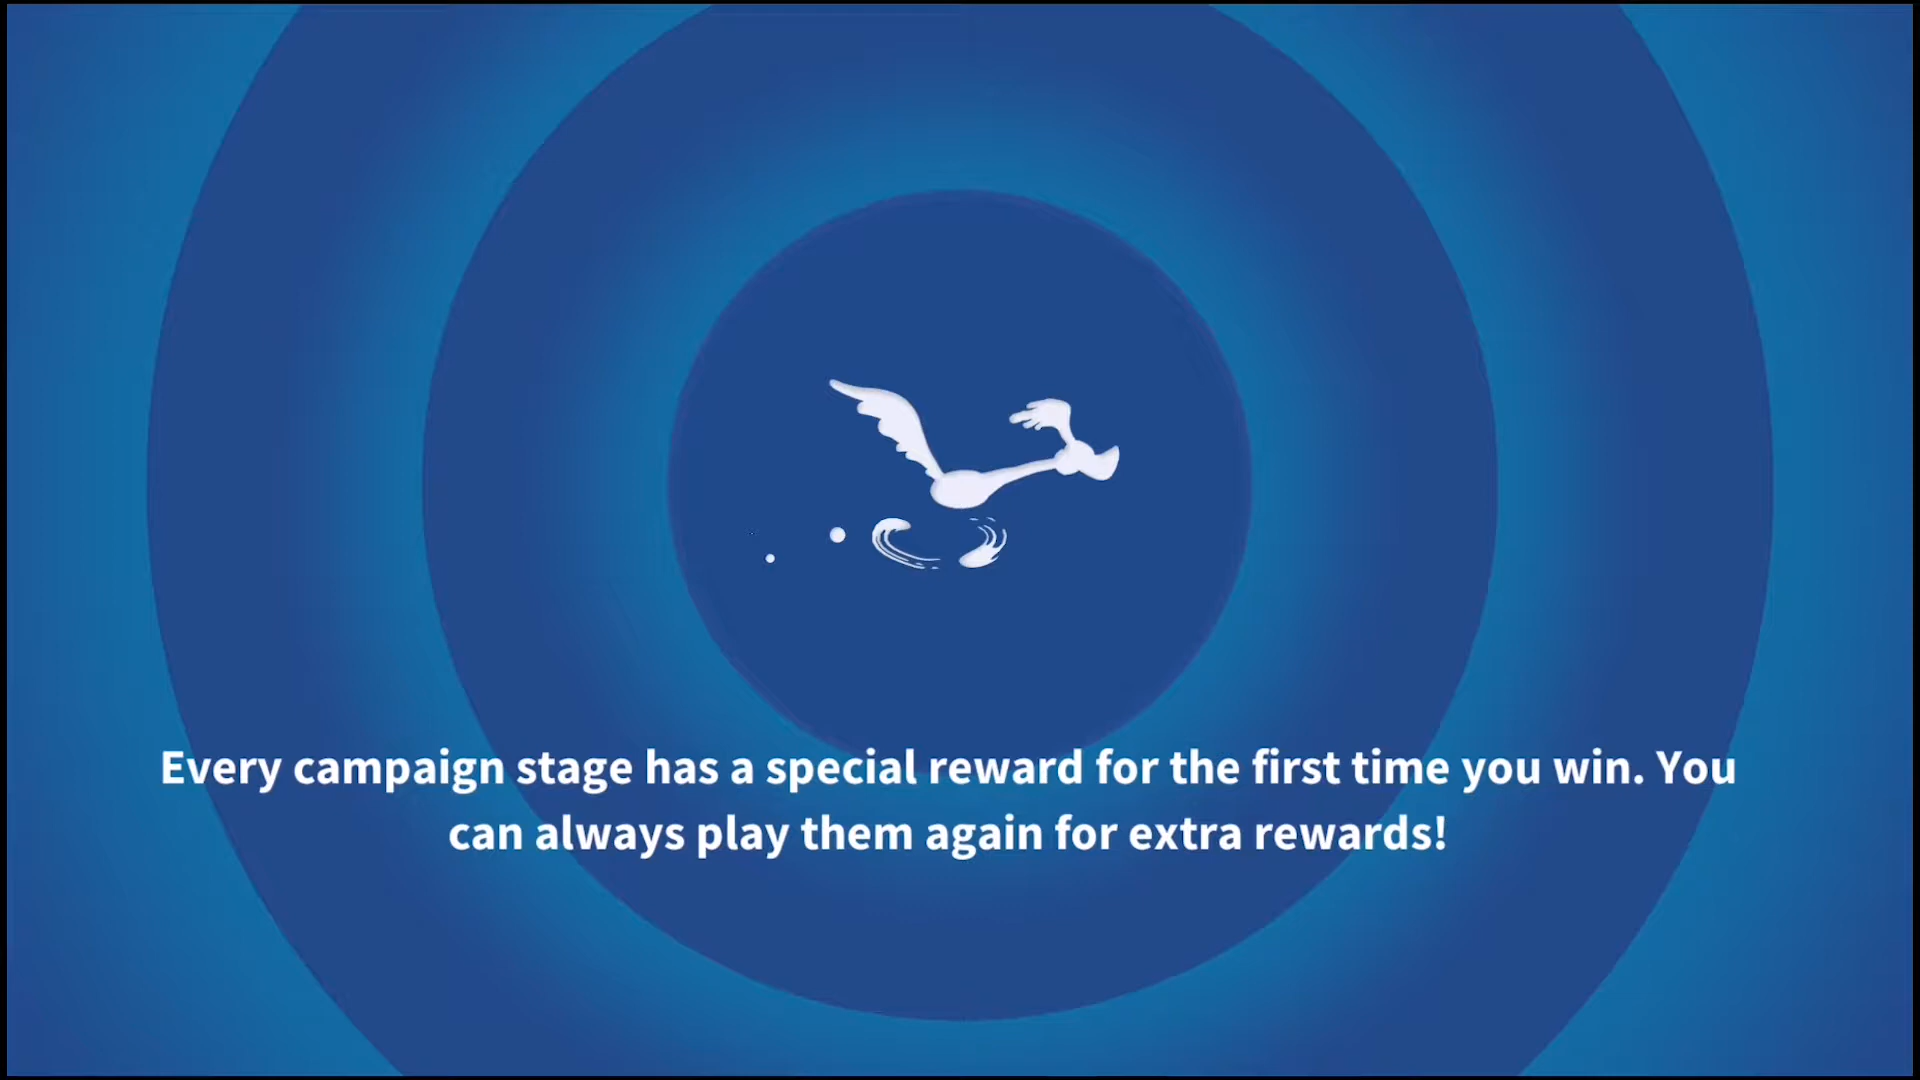 Every campaign stage has a special reward for the first time you win. You
can always play them again for extra rewards!